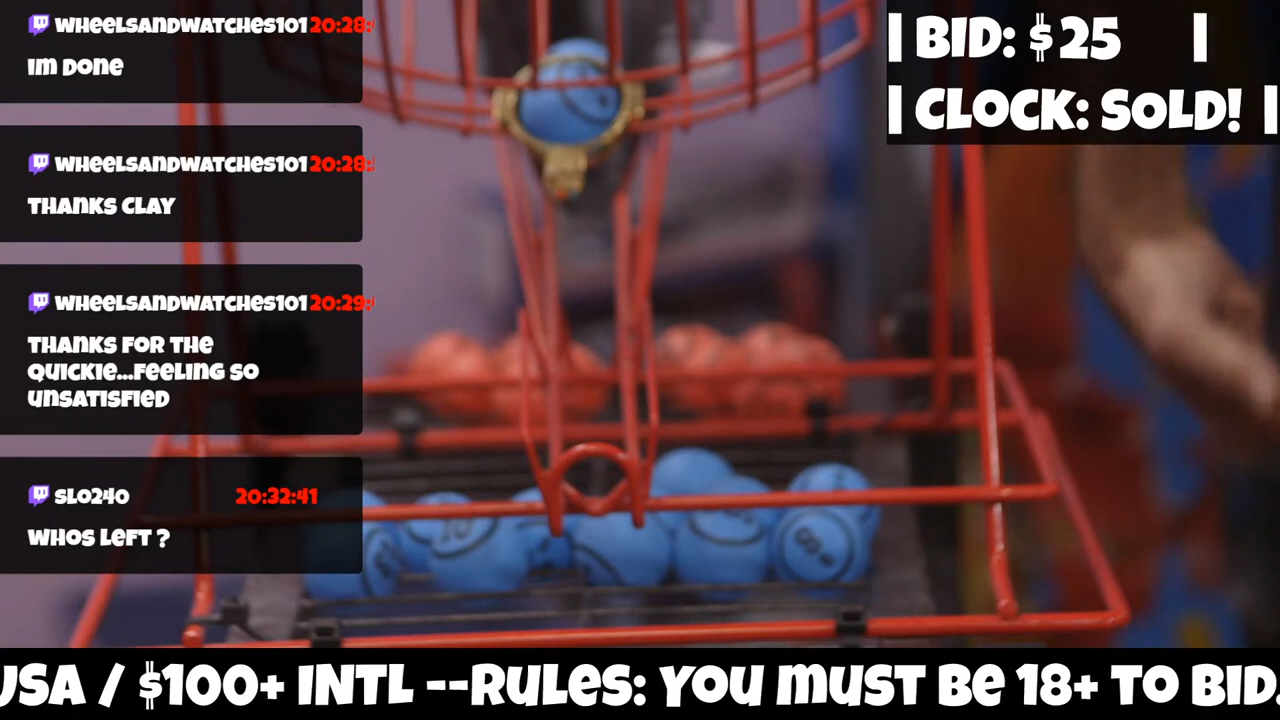 WHEELSANDWATCHES101 20:28:
IM DONE
WHEELSANDWATCHES101 20:28:
THANKS CLAY
WHEELSANDWATCHES101 20:29:
THANKS FOR THE
QUICKIE...FEELING SO
UNSATISFIED
SLO240 20:32:41
WHOS LEFT ?
| BID: $25 |
| CLOCK: SOLD! |
USA / $100+ INTL --RULES: YOU MUST BE 18+ TO BID.